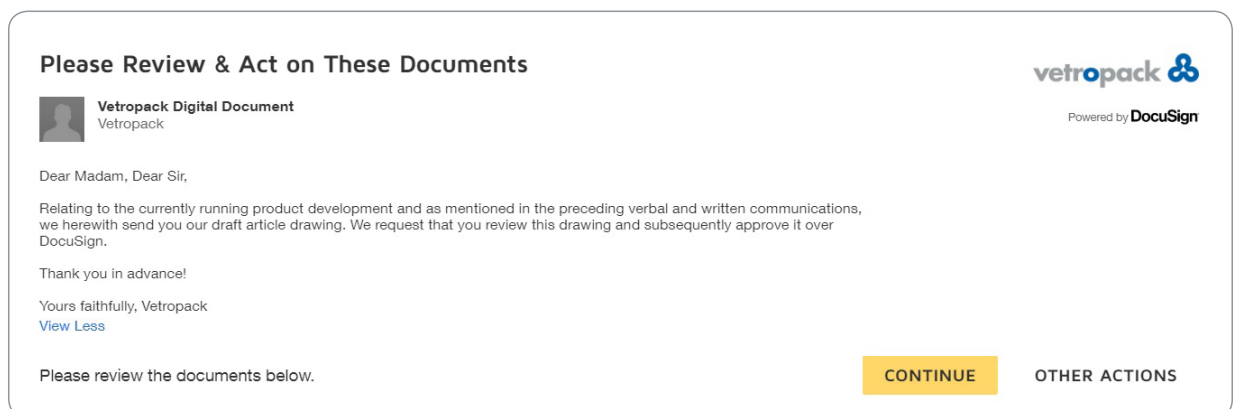 Please Review & Act on These Documents
vetropack
Vetropack Digital Document
Vetropack
Powered by DocuSign
Dear Madam, Dear Sir,
Relating to the currently running product development and as mentioned in the preceding verbal and written communications,
we herewith send you our draft article drawing. We request that you review this drawing and subsequently approve it over
DocuSign.
Thank you in advance!
Yours faithfully, Vetropack
View Less
Please review the documents below.
CONTINUE
OTHER ACTIONS